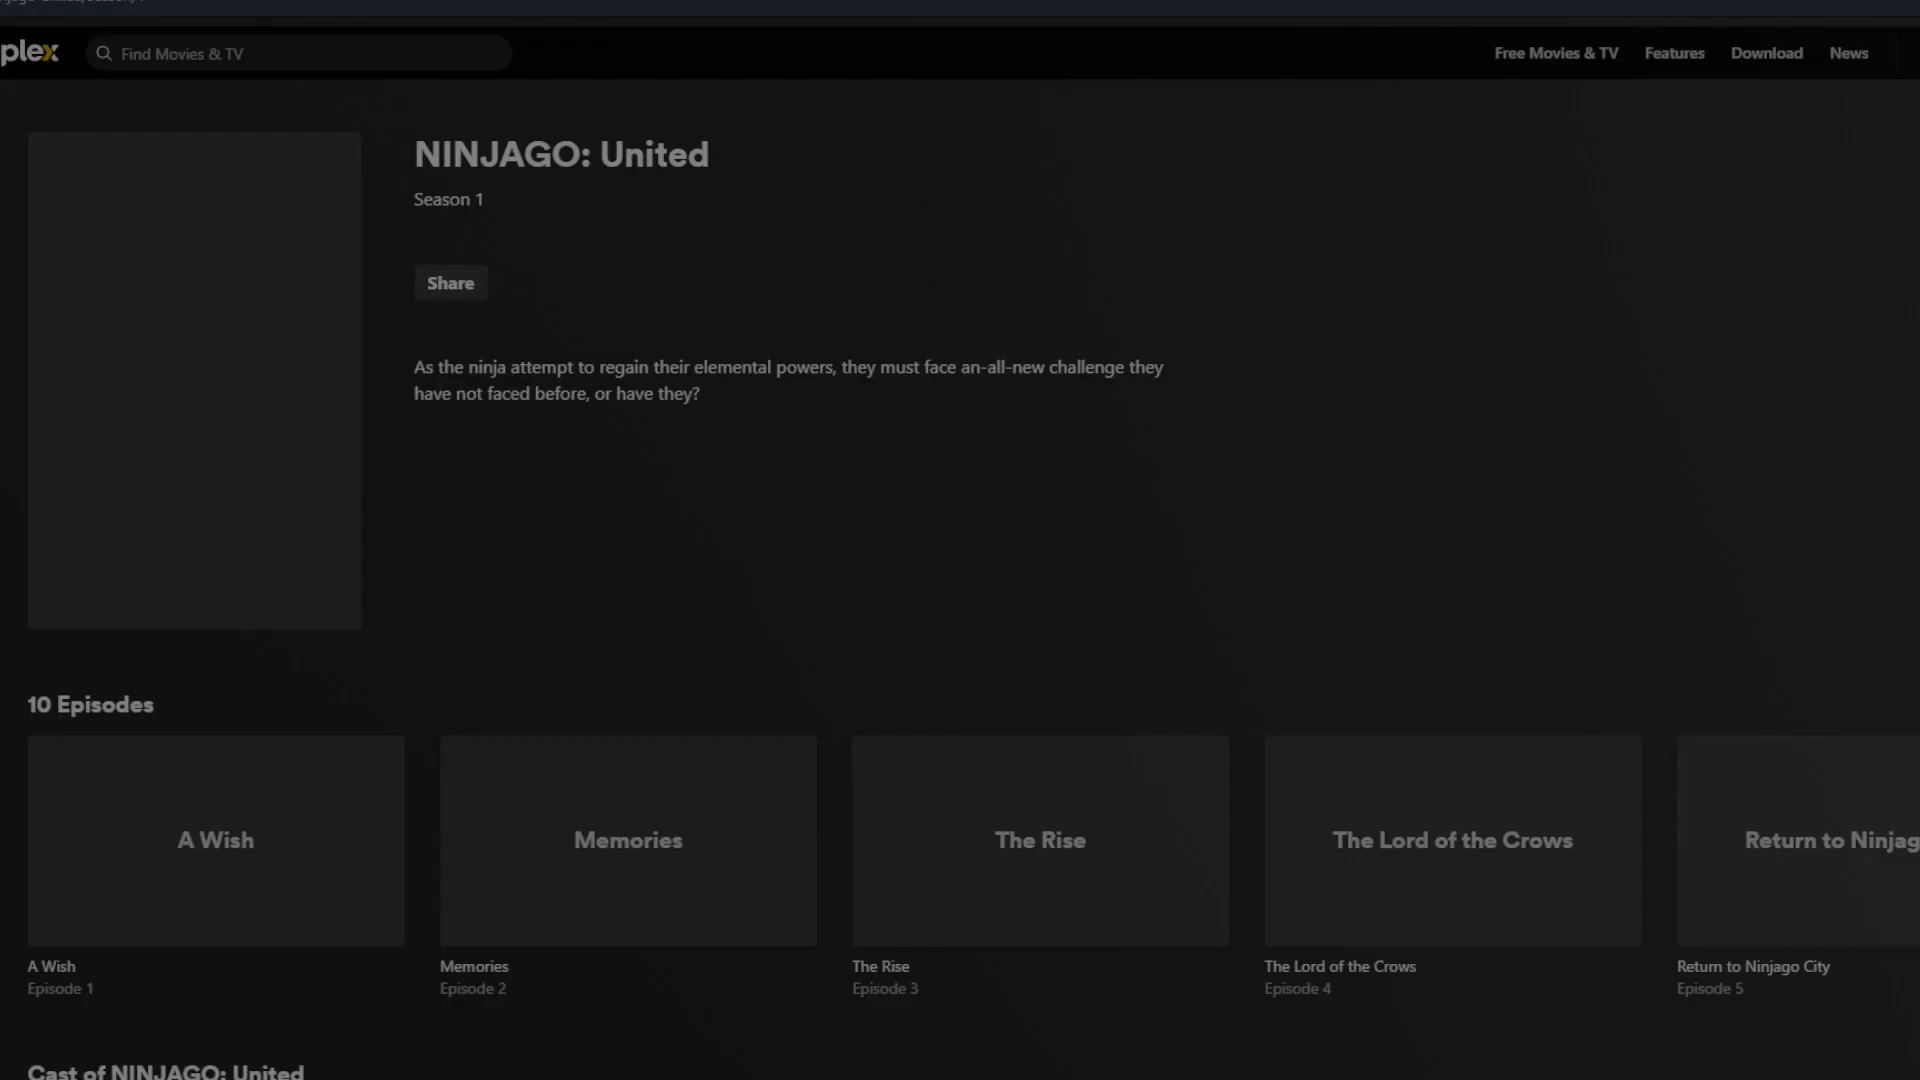 plex
Find Movies & TV
Free Movies & TV
Features
Download
News
NINJAGO: United
Season 1
Share
As the ninja attempt to regain their elemental powers, they must face an-all-new challenge they
have not faced before, or have they?
10 Episodes
A Wish
Memories
The Rise
The Lord of the Crows
Return to Ninjag
A Wish
Episode 1
Memories
Episode 2
The Rise
Episode 3
The Lord of the Crows
Episode 4
Return to Ninjago City
Episode 5
Cast of NINJAGO: United